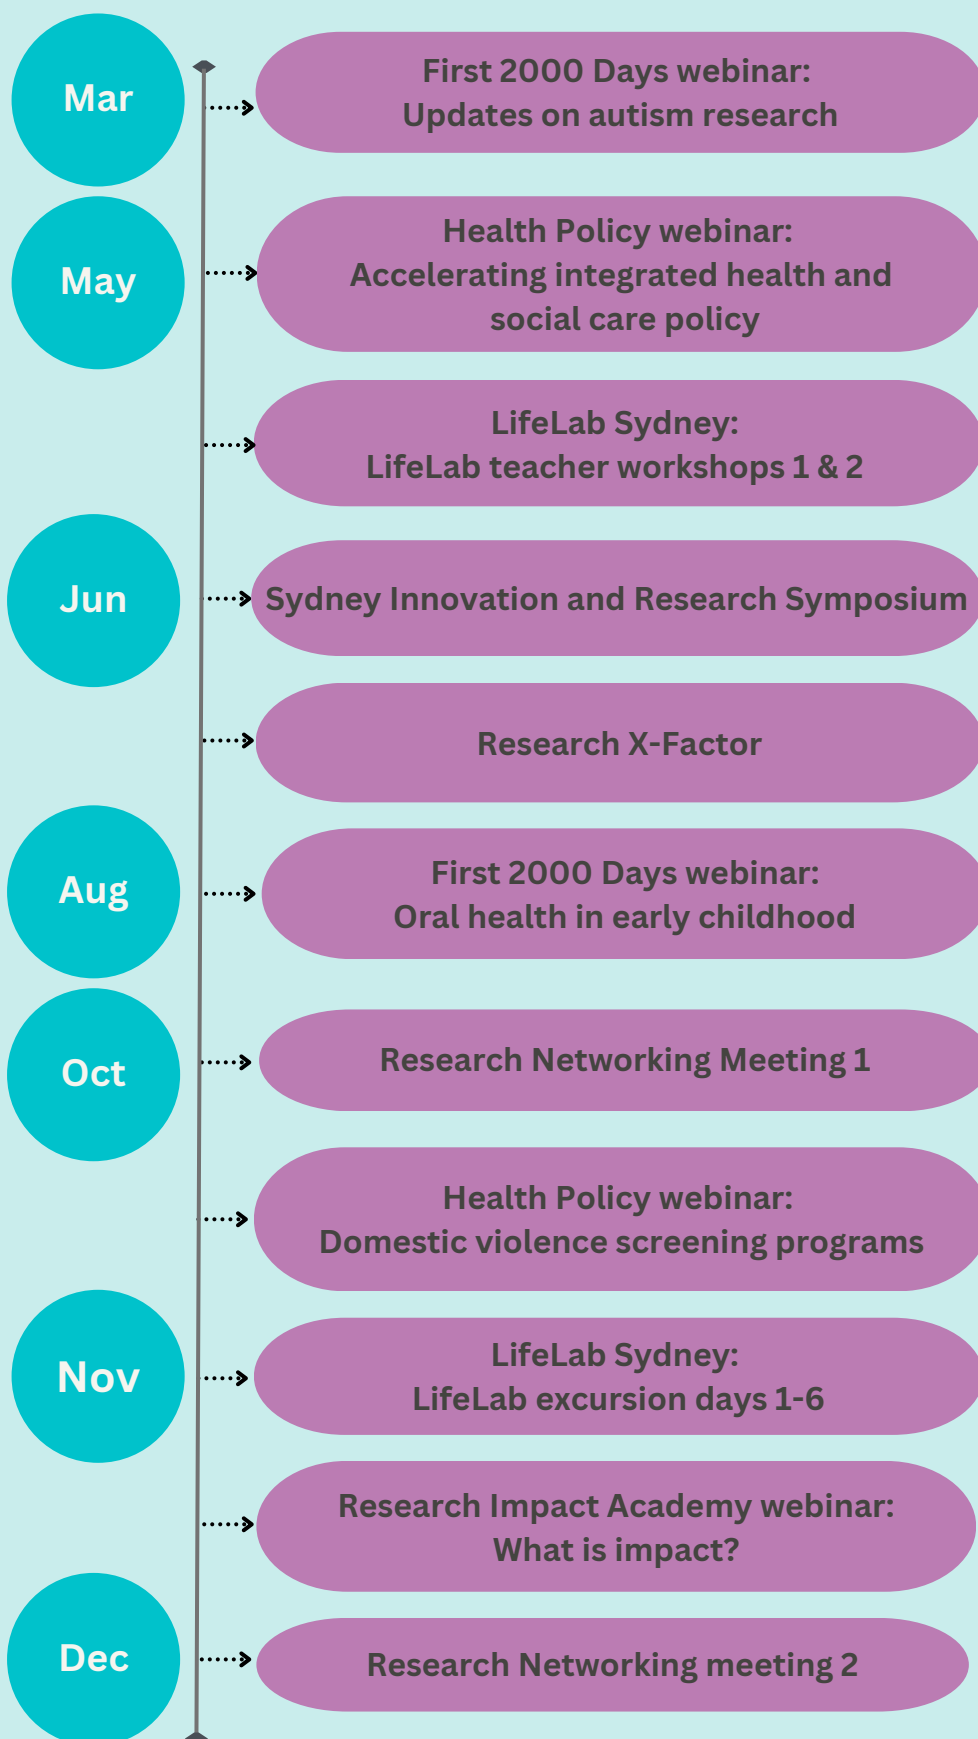 Mar
First 2000 Days webinar:
Updates on autism research
May
Health Policy webinar:
Accelerating integrated health and
social care policy
LifeLab Sydney:
LifeLab teacher workshops 1 & 2
Jun
Sydney Innovation and Research Symposium
Research X-Factor
Aug
First 2000 Days webinar:
Oral health in early childhood
Oct
Research Networking Meeting 1
Health Policy webinar:
Domestic violence screening programs
Nov
LifeLab Sydney:
LifeLab excursion days 1-6
Research Impact Academy webinar:
What is impact?
Dec
Research Networking meeting 2